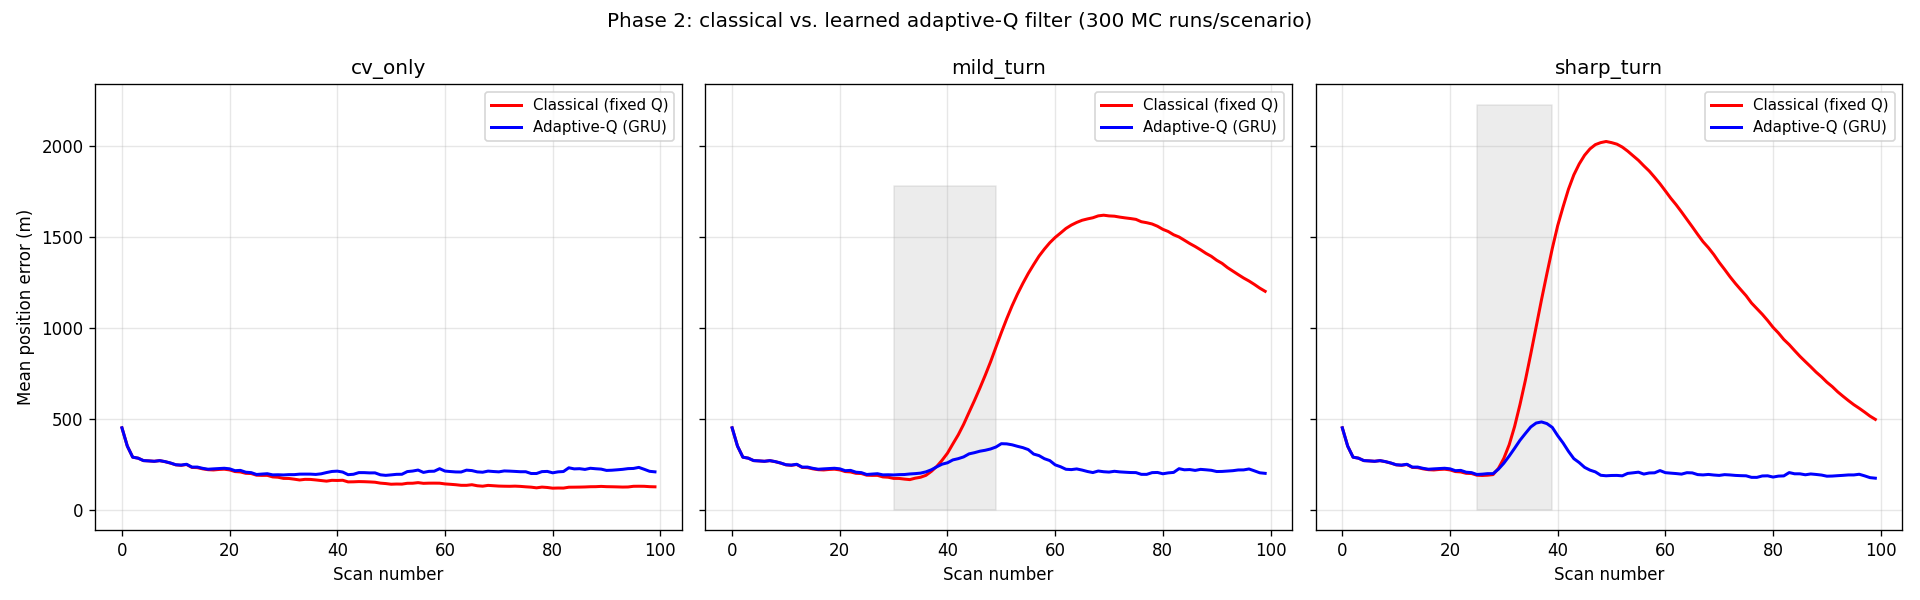 Phase 2: classical vs. learned adaptive-Q filter (300 MC runs/scenario)
cv_only
mild_turn
sharp_turn
Classical (fixed Q)
Adaptive-Q (GRU)
Classical (fixed Q)
Adaptive-Q (GRU)
Classical (fixed Q)
Adaptive-Q (GRU)
Mean position error (m)
2000
1500
1000
500
0
0 20 40 60 80 100
0 20 40 60 80 100
0 20 40 60 80 100
Scan number
Scan number
Scan number